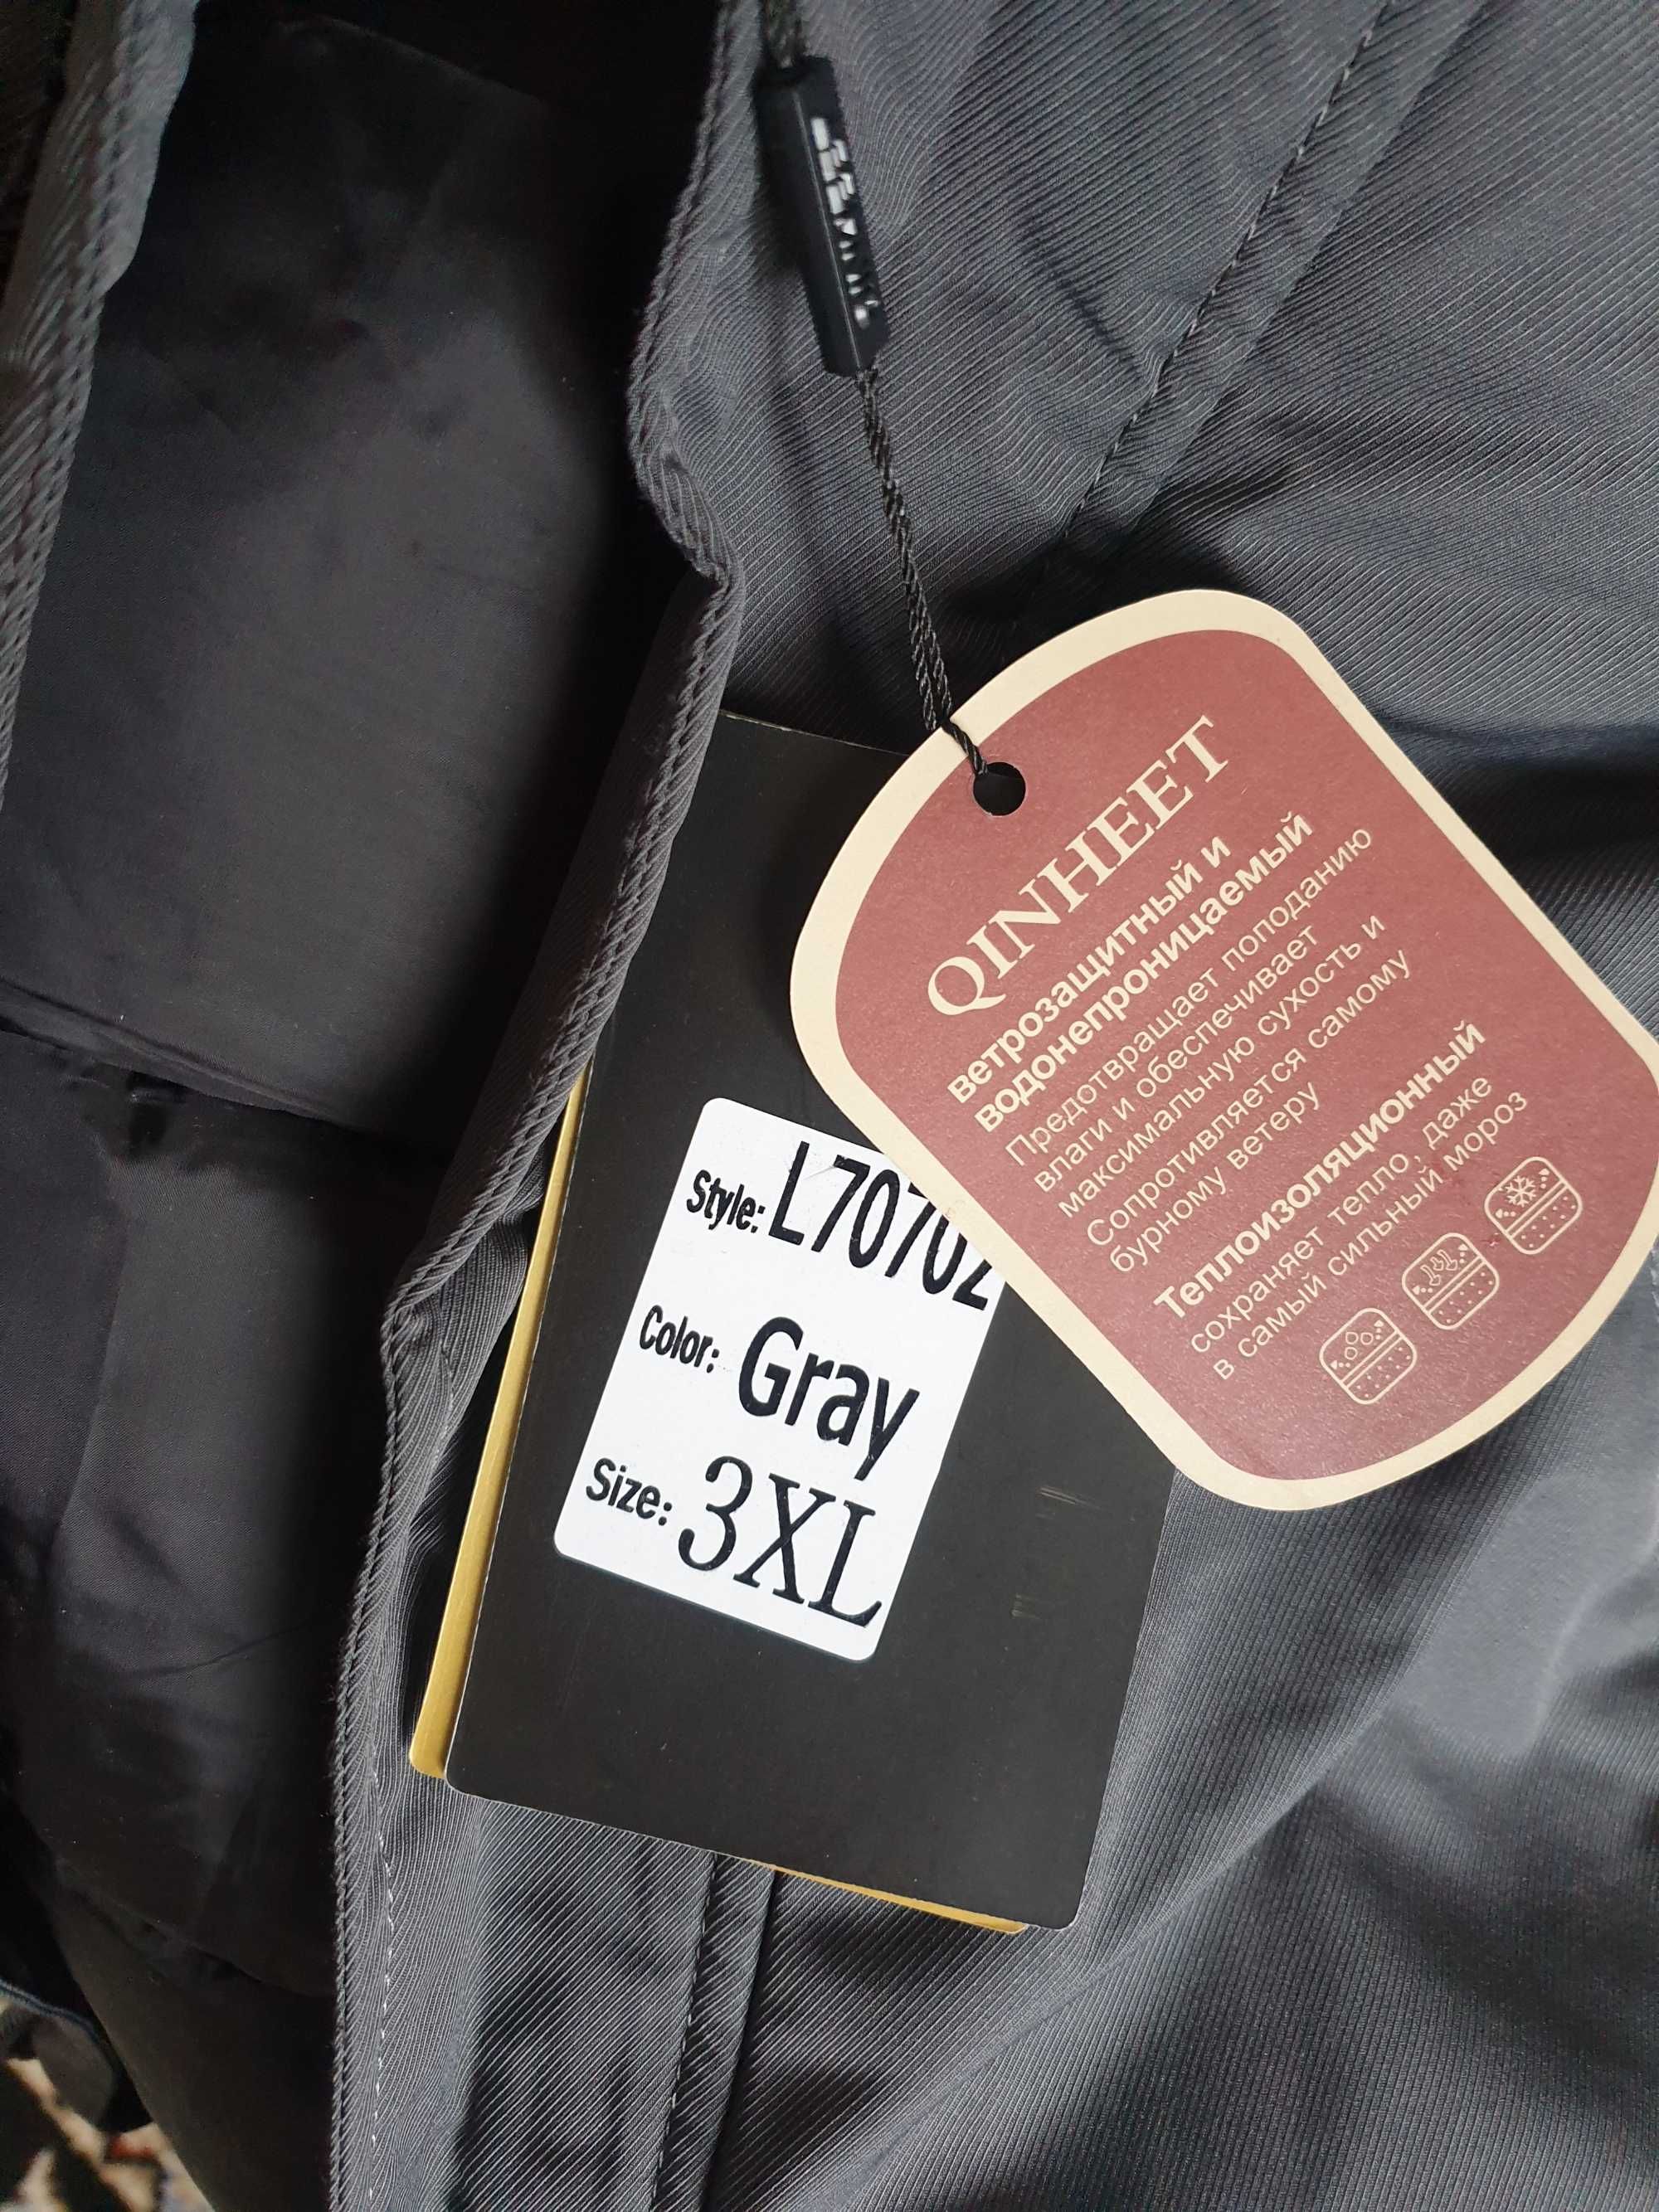 QINHEET
ветрозащитный и
водонепроницаемый
Предотвращает поподанию
влаги и обеспечивает
максимальную сухость и
Сопротивляется самому
бурному ветеру
Теплоизоляционный
сохраняет тепло, даже
в самый сильный мороз
Style: L70702
Color: Gray
Size: 3XL